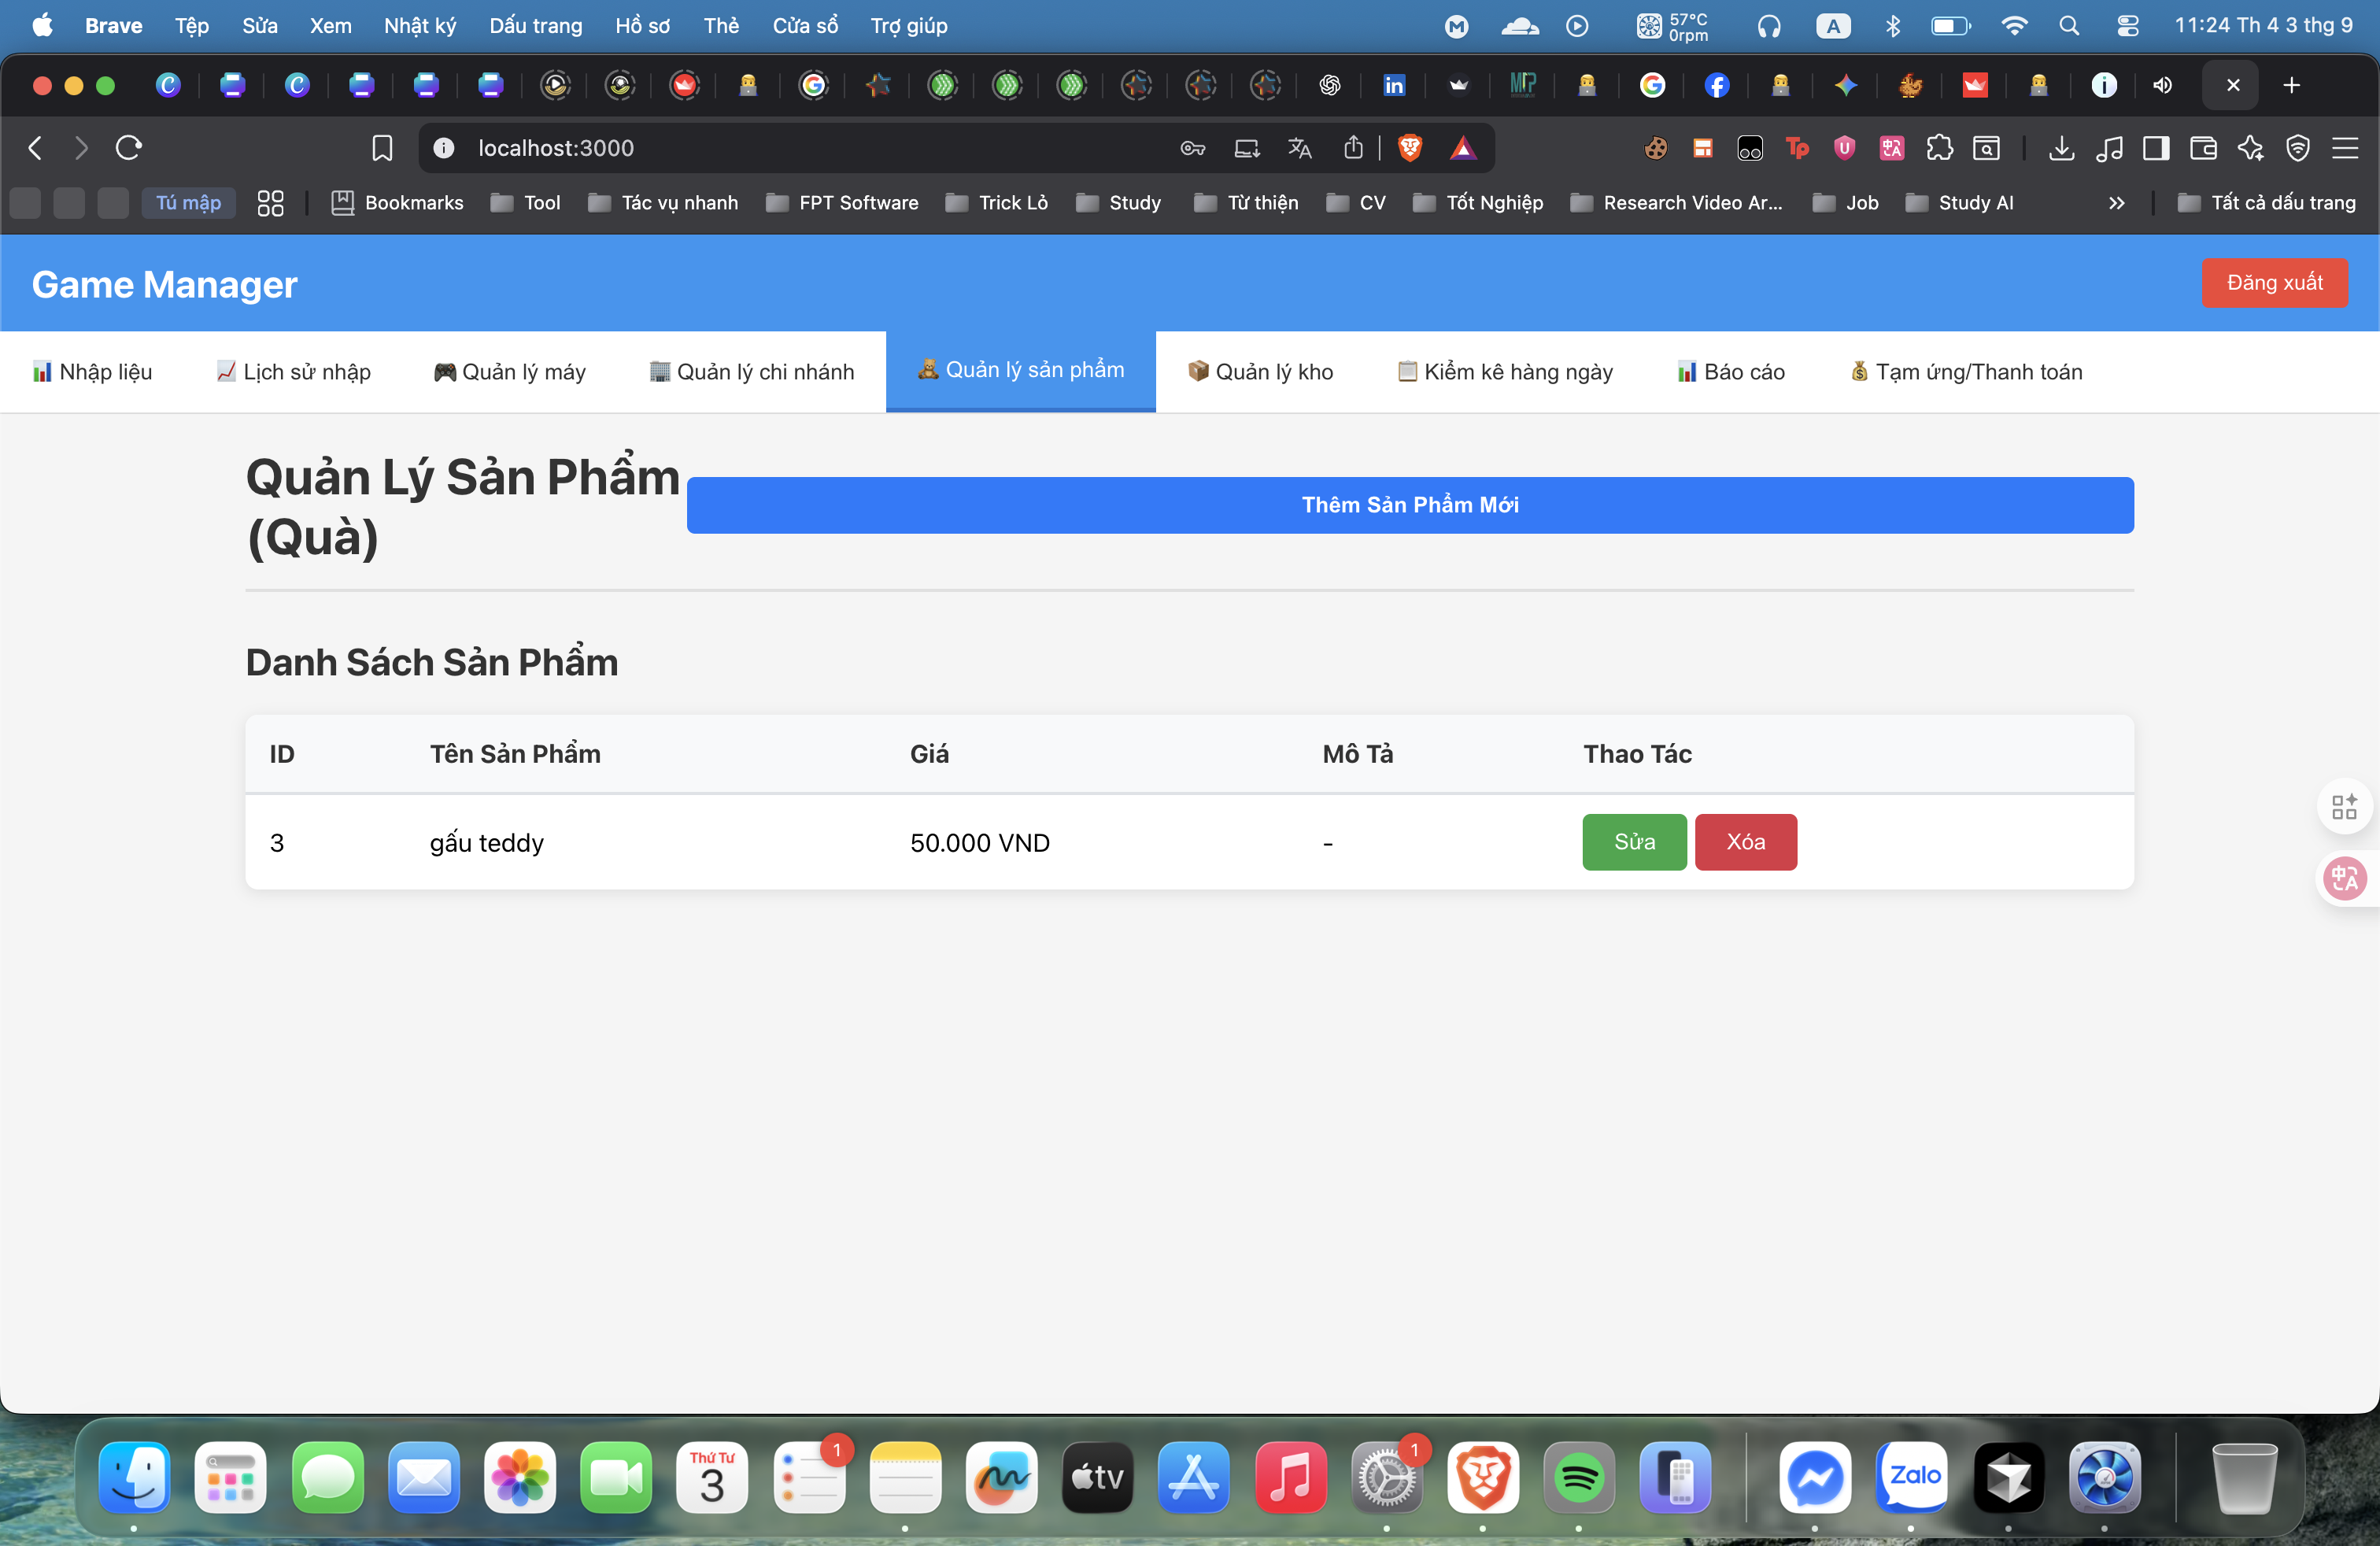 Brave Tệp Sửa Xem Nhật ký Dấu trang Hồ sơ Thẻ Cửa sổ Trợ giúp
57°C
0rpm
A
11:24 Th 4 3 thg 9
localhost:3000
Tú mập
Bookmarks Tool Tác vụ nhanh FPT Software Trick Lỏ Study Từ thiện CV Tốt Nghiệp Research Video Ar... Job Study AI
Tất cả dấu trang
Game Manager
Đăng xuất
Nhập liệu Lịch sử nhập Quản lý máy Quản lý chi nhánh Quản lý sản phẩm Quản lý kho Kiểm kê hàng ngày Báo cáo Tạm ứng/Thanh toán
Quản Lý Sản Phẩm
(Quà)
Thêm Sản Phẩm Mới
Danh Sách Sản Phẩm
ID Tên Sản Phẩm Giá Mô Tả Thao Tác
3 gấu teddy 50.000 VND - Sửa Xóa
Thứ Tư
3
1
tv
1
Zalo